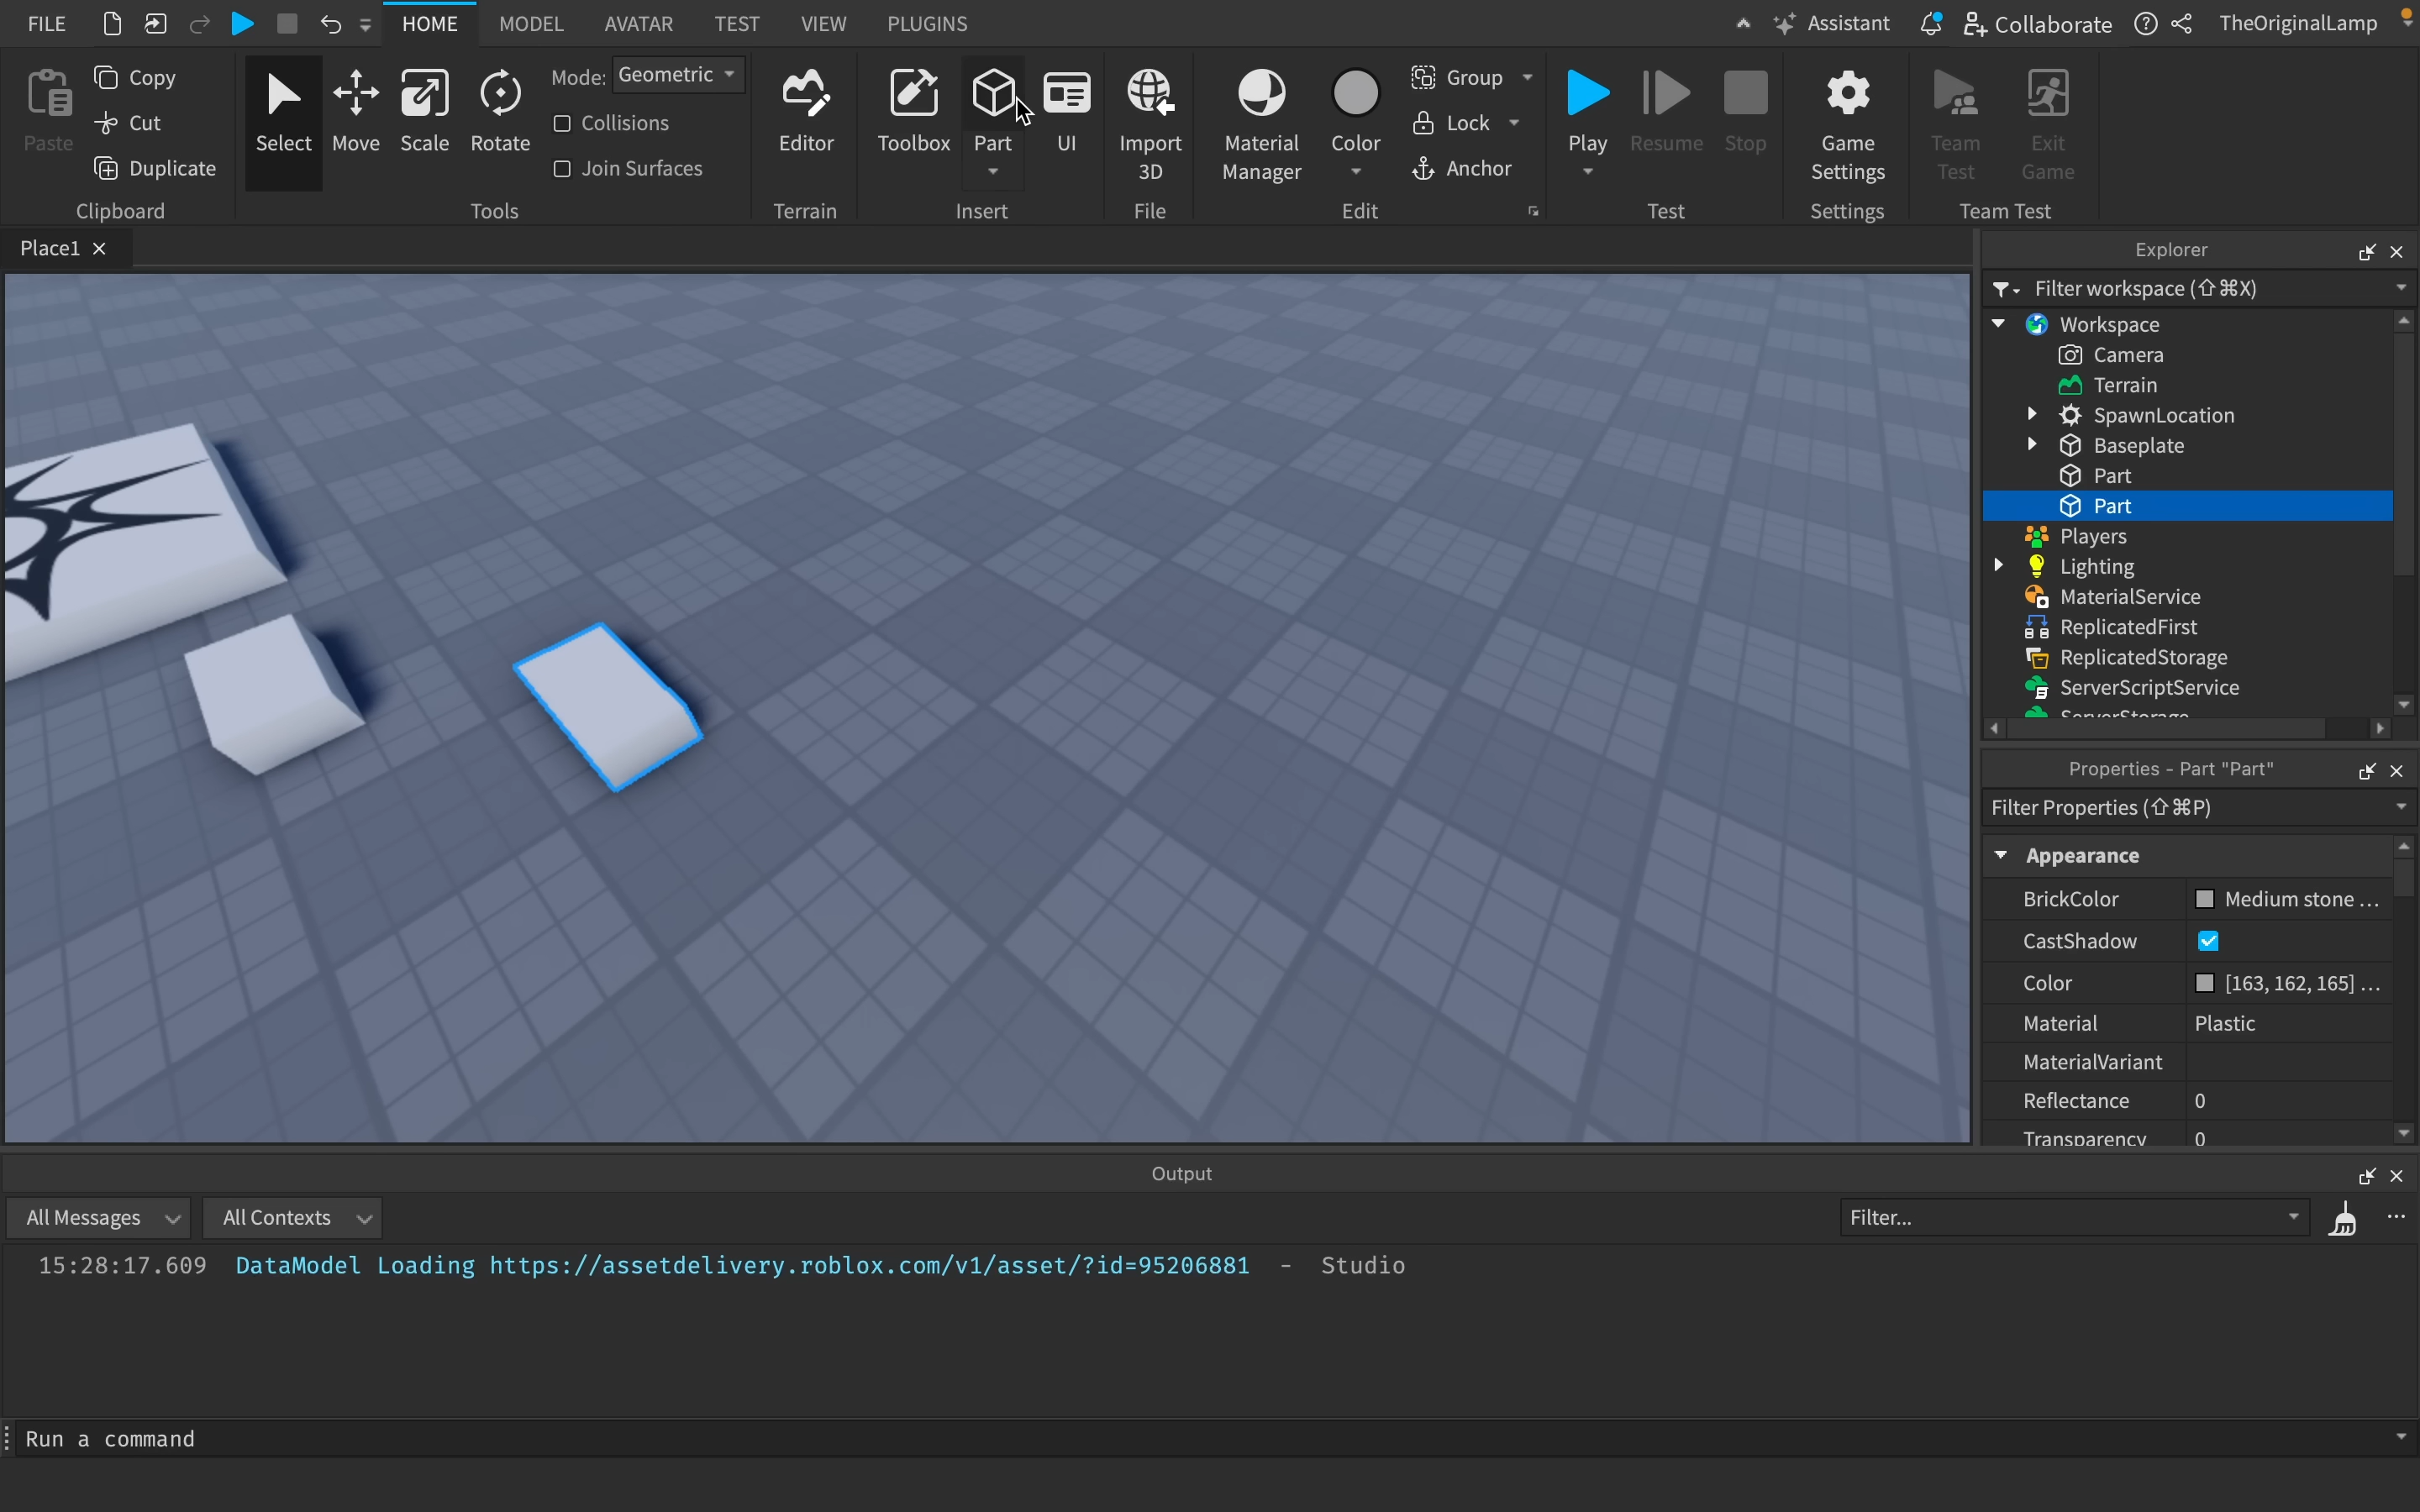 FILE HOME MODEL AVATAR TEST VIEW PLUGINS Assistant Collaborate TheOriginalLamp
Paste
Copy
Cut
Duplicate
Clipboard
Select Move Scale Rotate
Mode: Geometric
Collisions
Join Surfaces
Tools
Editor
Terrain
Toolbox Part UI
Insert
Import
3D
File
Material
Manager
Color
Group
Lock
Anchor
Edit
Play Resume Stop
Test
Game
Settings
Settings
Team
Test
Exit
Game
Team Test
Place1
Explorer
Filter workspace (⇧⌘X)
Workspace
Camera
Terrain
SpawnLocation
Baseplate
Part
Part
Players
Lighting
MaterialService
ReplicatedFirst
ReplicatedStorage
ServerScriptService
ServerStorage
Properties - Part "Part"
Filter Properties (⇧⌘P)
Appearance
BrickColor Medium stone ...
CastShadow
Color [163, 162, 165] ...
Material Plastic
MaterialVariant
Reflectance 0
Transparency 0
Output
All Messages All Contexts Filter...
15:28:17.609 DataModel Loading https://assetdelivery.roblox.com/v1/asset/?id=95206881 - Studio
Run a command